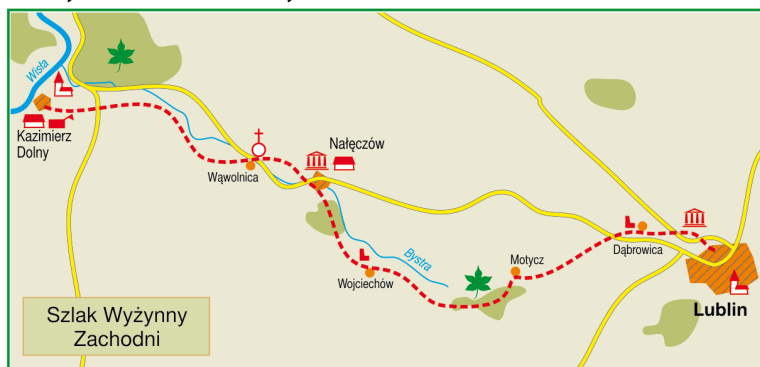 Wisła
Kazimierz
Dolny
Wąwolnica
Nałęczów
Bystra
Wojciechów
Motycz
Dąbrowica
Lublin
Szlak Wyżynny
Zachodni